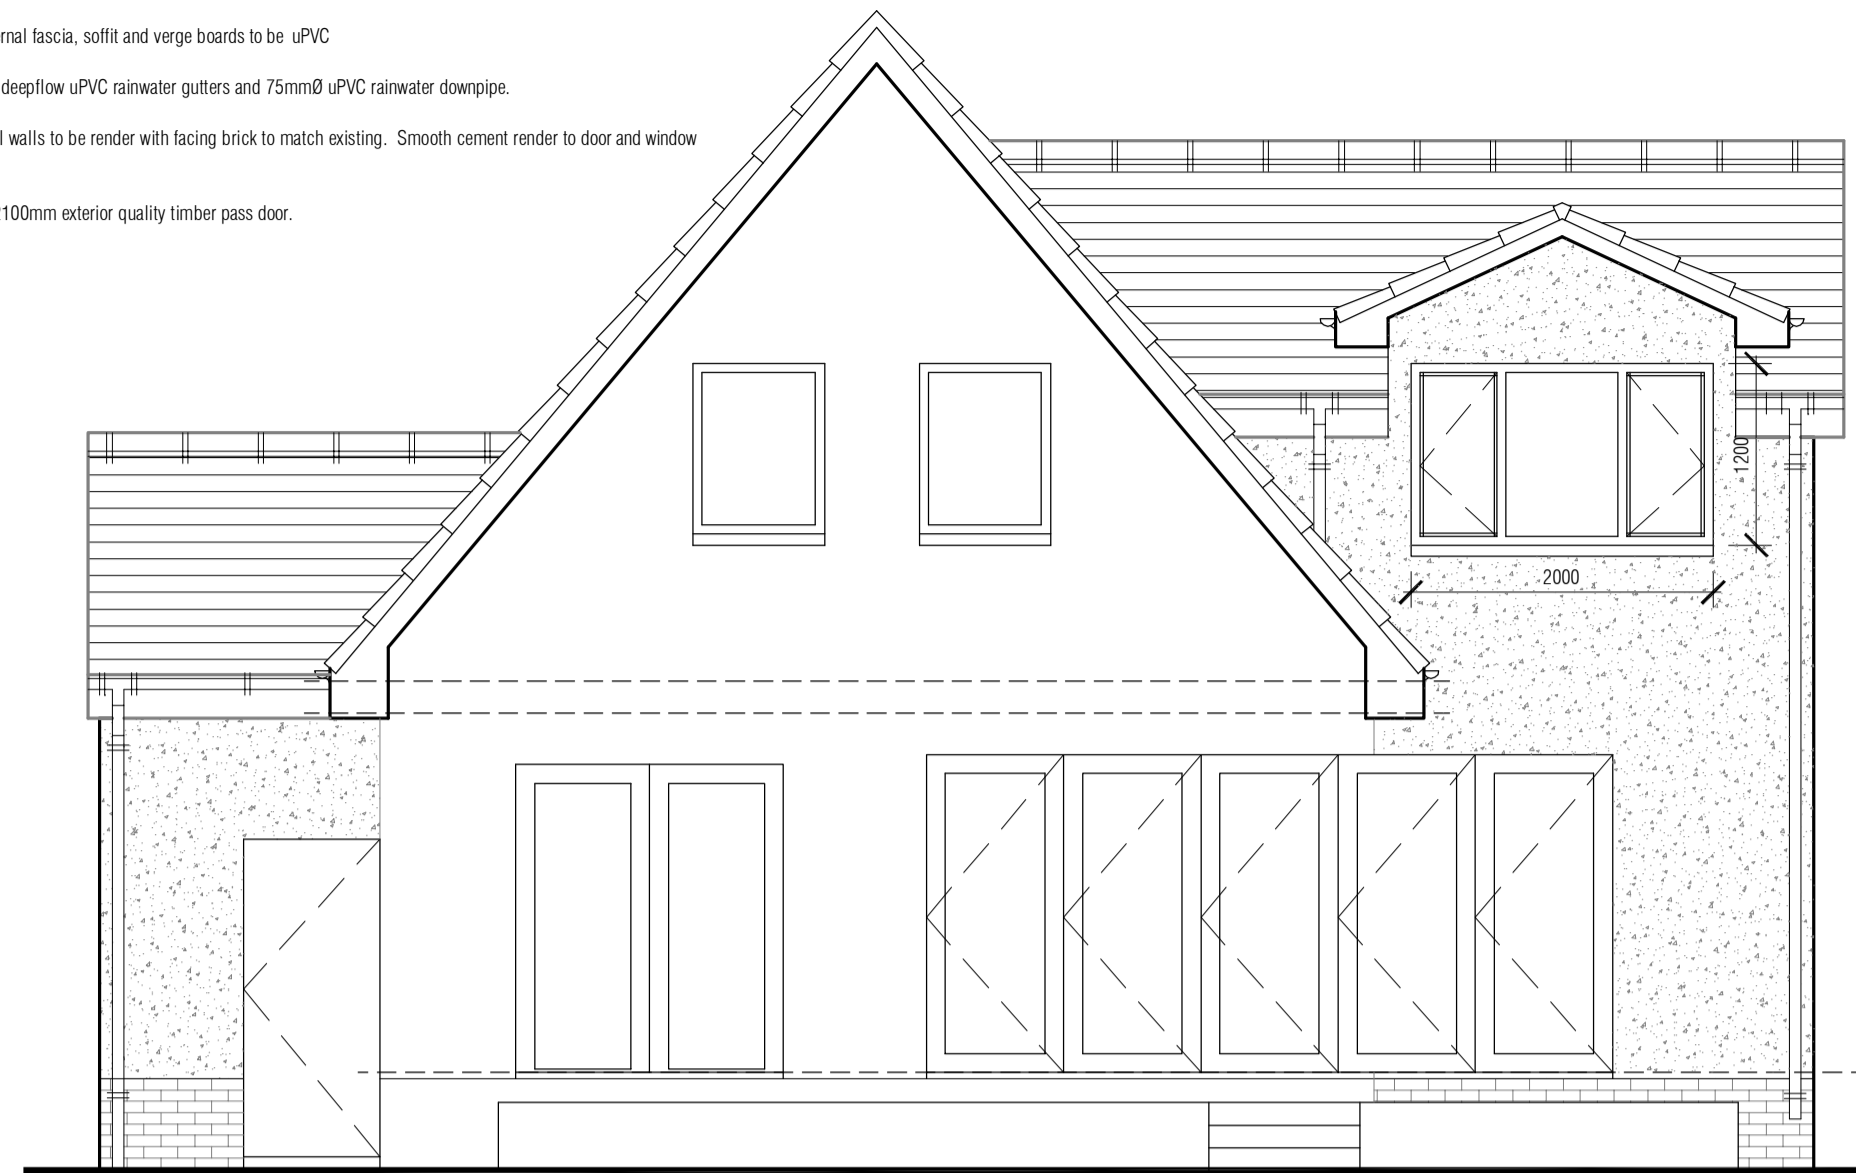 rnal fascia, soffit and verge boards to be uPVC
deepflow uPVC rainwater gutters and 75mmØ uPVC rainwater downpipe.
l walls to be render with facing brick to match existing. Smooth cement render to door and window
100mm exterior quality timber pass door.
1200
2000